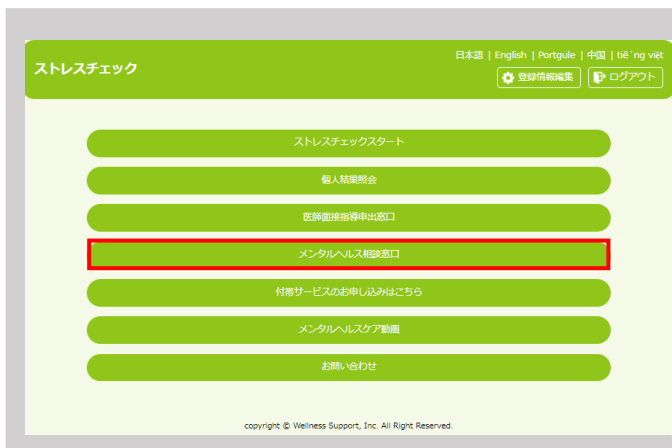 日本語 | English | Portgule | 中国 | tiê´ng việt
ストレスチェック
登録情報編集 ログアウト
ストレスチェックスタート
個人結果照会
医師面接指導申出窓口
メンタルヘルス相談窓口
付帯サービスのお申し込みはこちら
メンタルヘルスケア動画
お問い合わせ
copyright © Wellness Support, Inc. All Right Reserved.